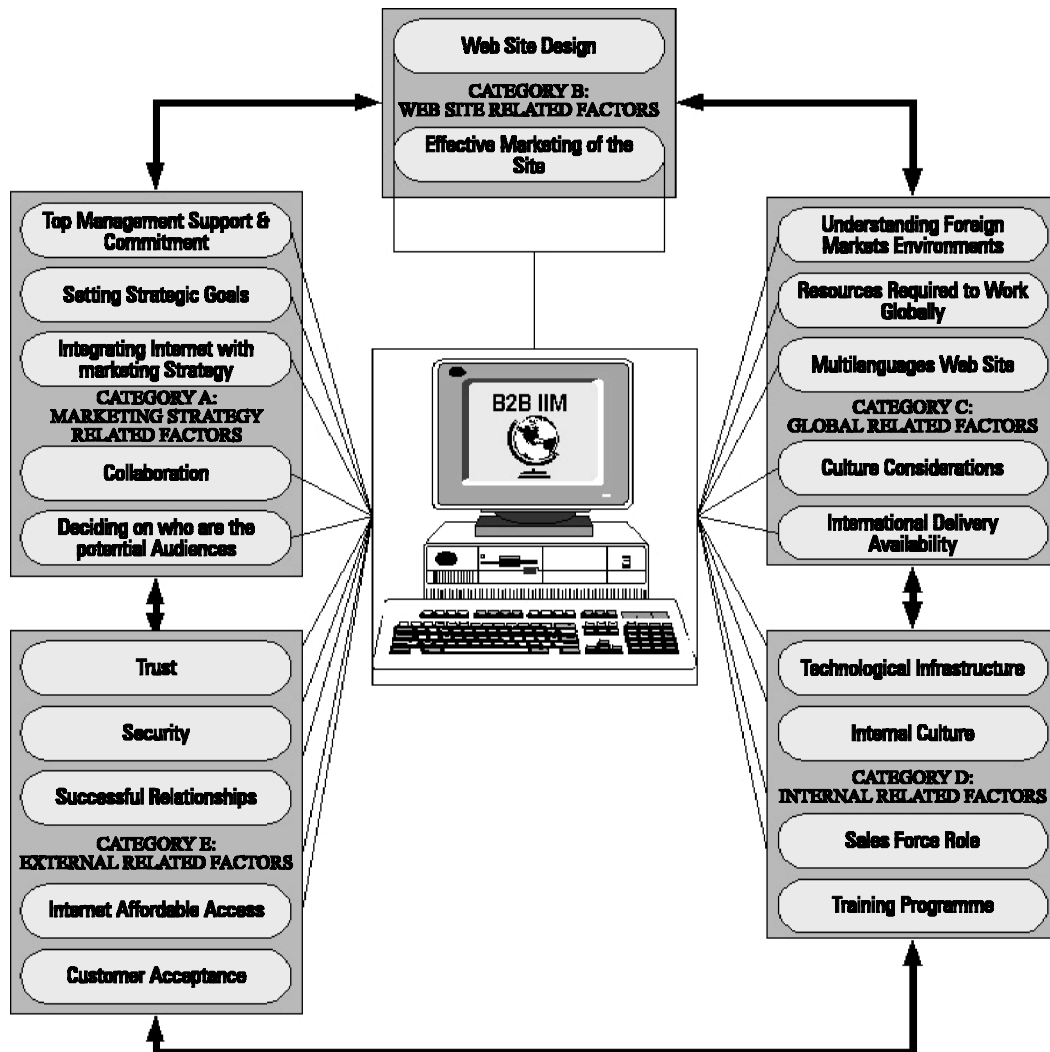 Web Site Design
CATEGORY B:
WEB SITE RELATED FACTORS
Effective Marketing of the
Site
Top Management Support &
Commitment
Setting Strategic Goals
Integrating Internet with
marketing Strategy
CATEGORY A:
MARKETING STRATEGY
RELATED FACTORS
Collaboration
Deciding on who are the
potential Audiences
Understanding Foreign
Markets Environments
Resources Required to Work
Globally
Multilanguages Web Site
CATEGORY C:
GLOBAL RELATED FACTORS
Culture Considerations
International Delivery
Availability
B2B IIM
Trust
Security
Successful Relationships
CATEGORY E:
EXTERNAL RELATED FACTORS
Internet Affordable Access
Customer Acceptance
Technological Infrastructure
Internal Culture
CATEGORY D:
INTERNAL RELATED FACTORS
Sales Force Role
Training Programme